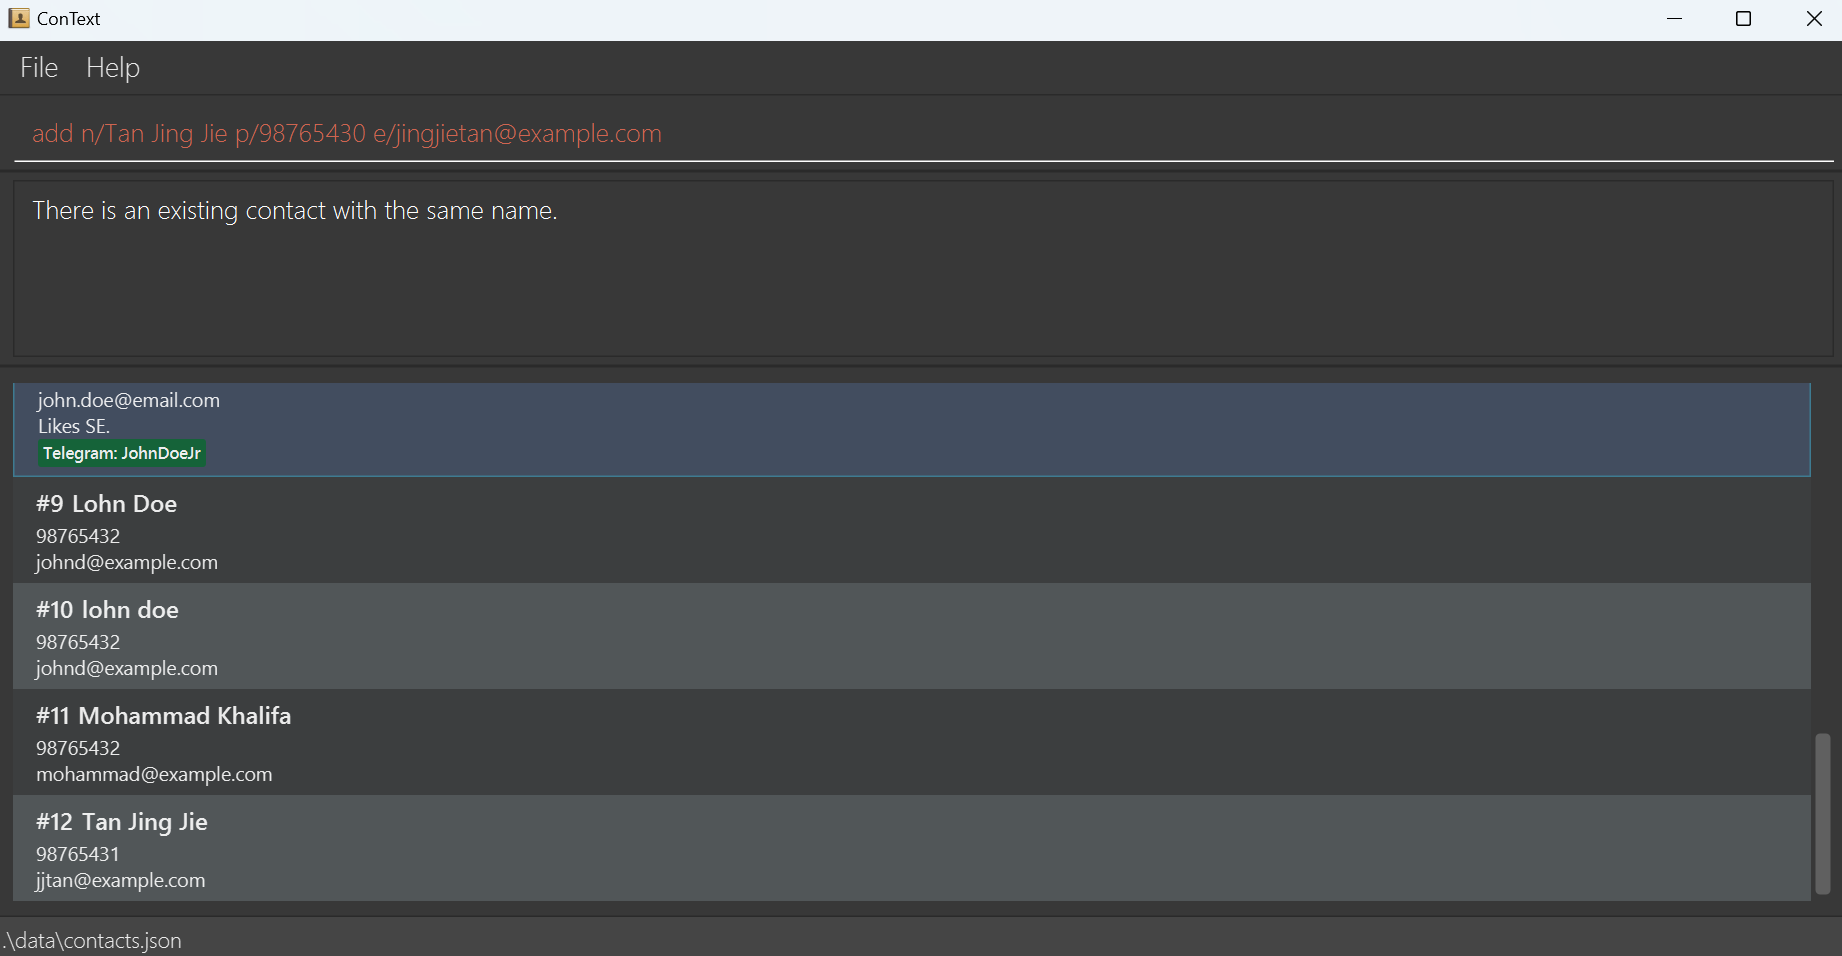 ConText
File Help
add n/Tan Jing Jie p/98765430 e/jingjietan@example.com
There is an existing contact with the same name.
john.doe@email.com
Likes SE.
Telegram: JohnDoeJr
#9 Lohn Doe
98765432
johnd@example.com
#10 lohn doe
98765432
johnd@example.com
#11 Mohammad Khalifa
98765432
mohammad@example.com
#12 Tan Jing Jie
98765431
jjtan@example.com
.\data\contacts.json